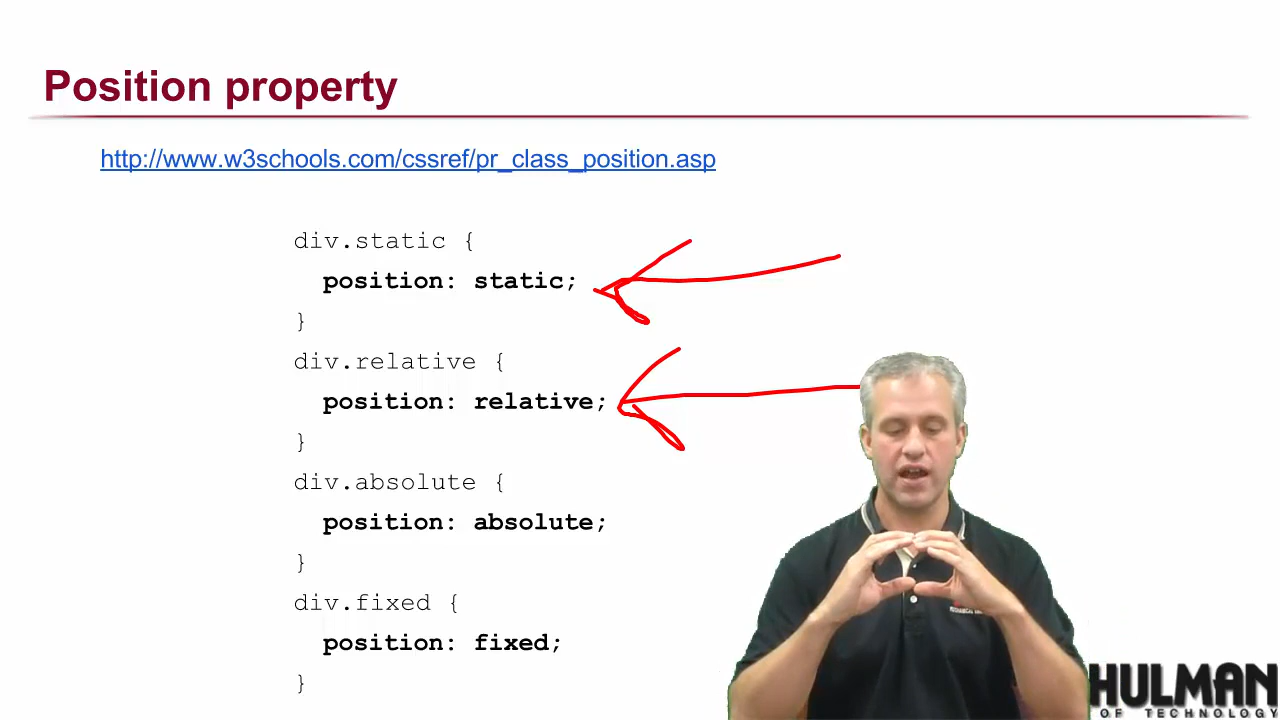 Position property
http://www.w3schools.com/cssref/pr_class_position.asp
div.static {
position: static;
}
div.relative {
position: relative;
}
div.absolute {
position: absolute;
}
div.fixed {
position: fixed;
}
HULMAN
OF TECHNOLOGY